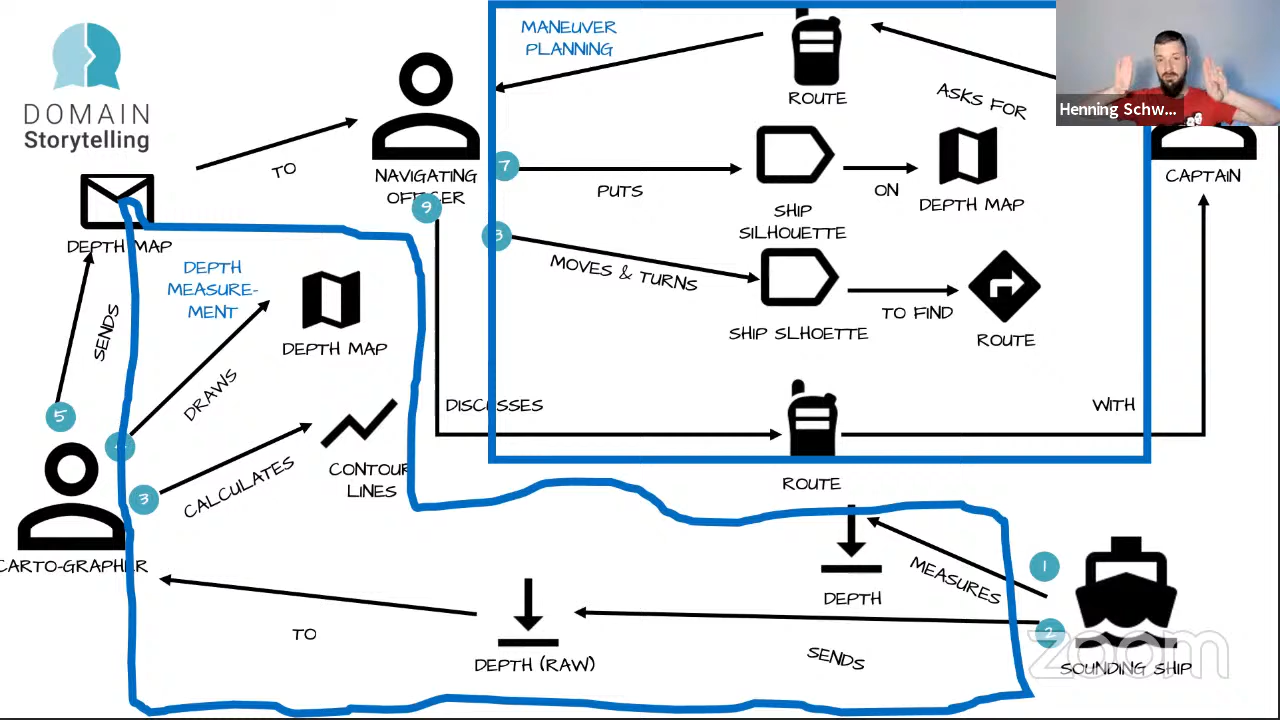 MANEUVER
PLANNING
DOMAIN
Storytelling
ROUTE
ASKS FOR
Henning Schw...
TO
NAVIGATING
OFFICER
7
PUTS
SHIP
SILHOUETTE
ON
DEPTH MAP
CAPTAIN
9
DEPTH MAP
MOVES & TURNS
SHIP SLHOETTE
TO FIND
ROUTE
DEPTH
MEASURE-
MENT
SENDS
DEPTH MAP
DRAWS
5
DISCUSSES
WITH
3
CALCULATES
CONTOUR
LINES
ROUTE
CARTO-GRAPHER
1
MEASURES
DEPTH
2
TO
DEPTH (RAW)
SENDS
SOUNDING SHIP
zoom